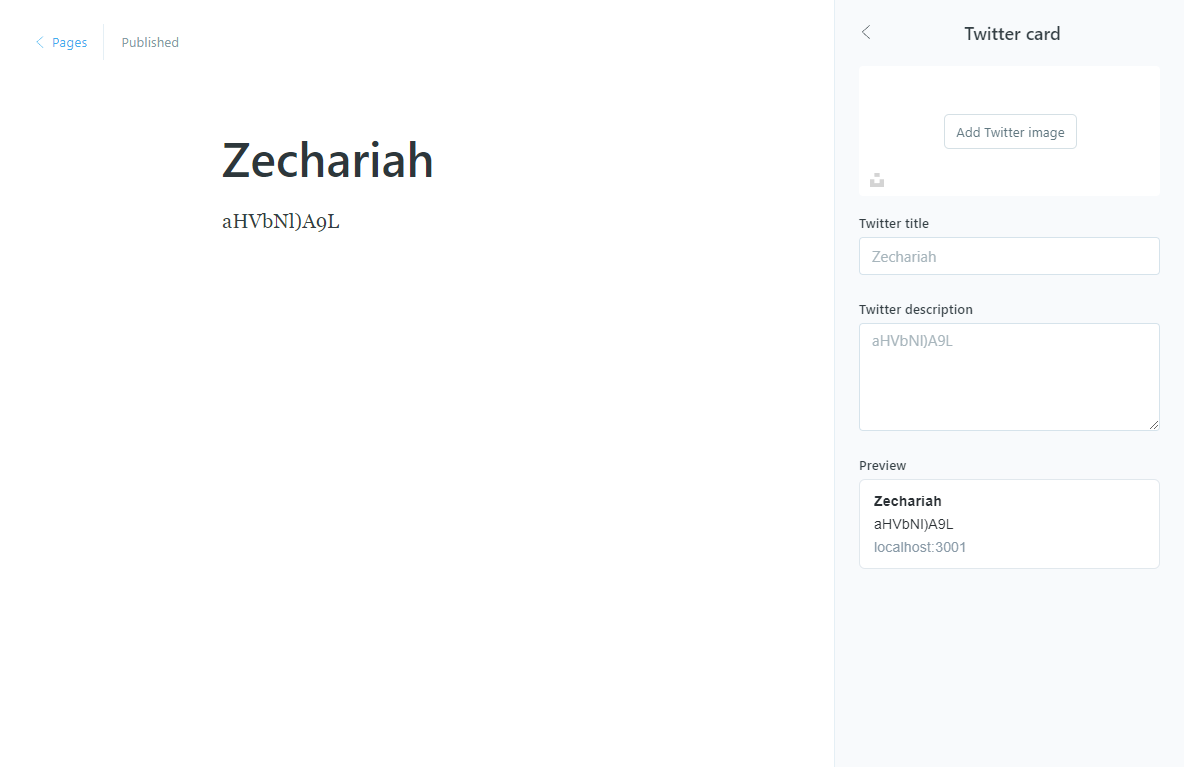 Pages
Published
Zechariah
aHVbNl)A9L
Twitter card
Add Twitter image
Twitter title
Zechariah
Twitter description
aHVbNl)A9L
Preview
Zechariah
aHVbNl)A9L
localhost:3001